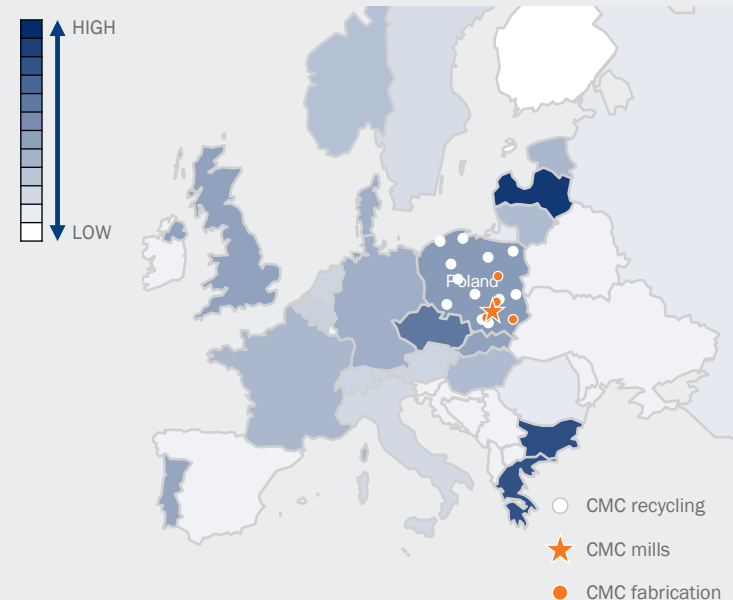 HIGH
LOW
Poland
CMC recycling
CMC mills
CMC fabrication